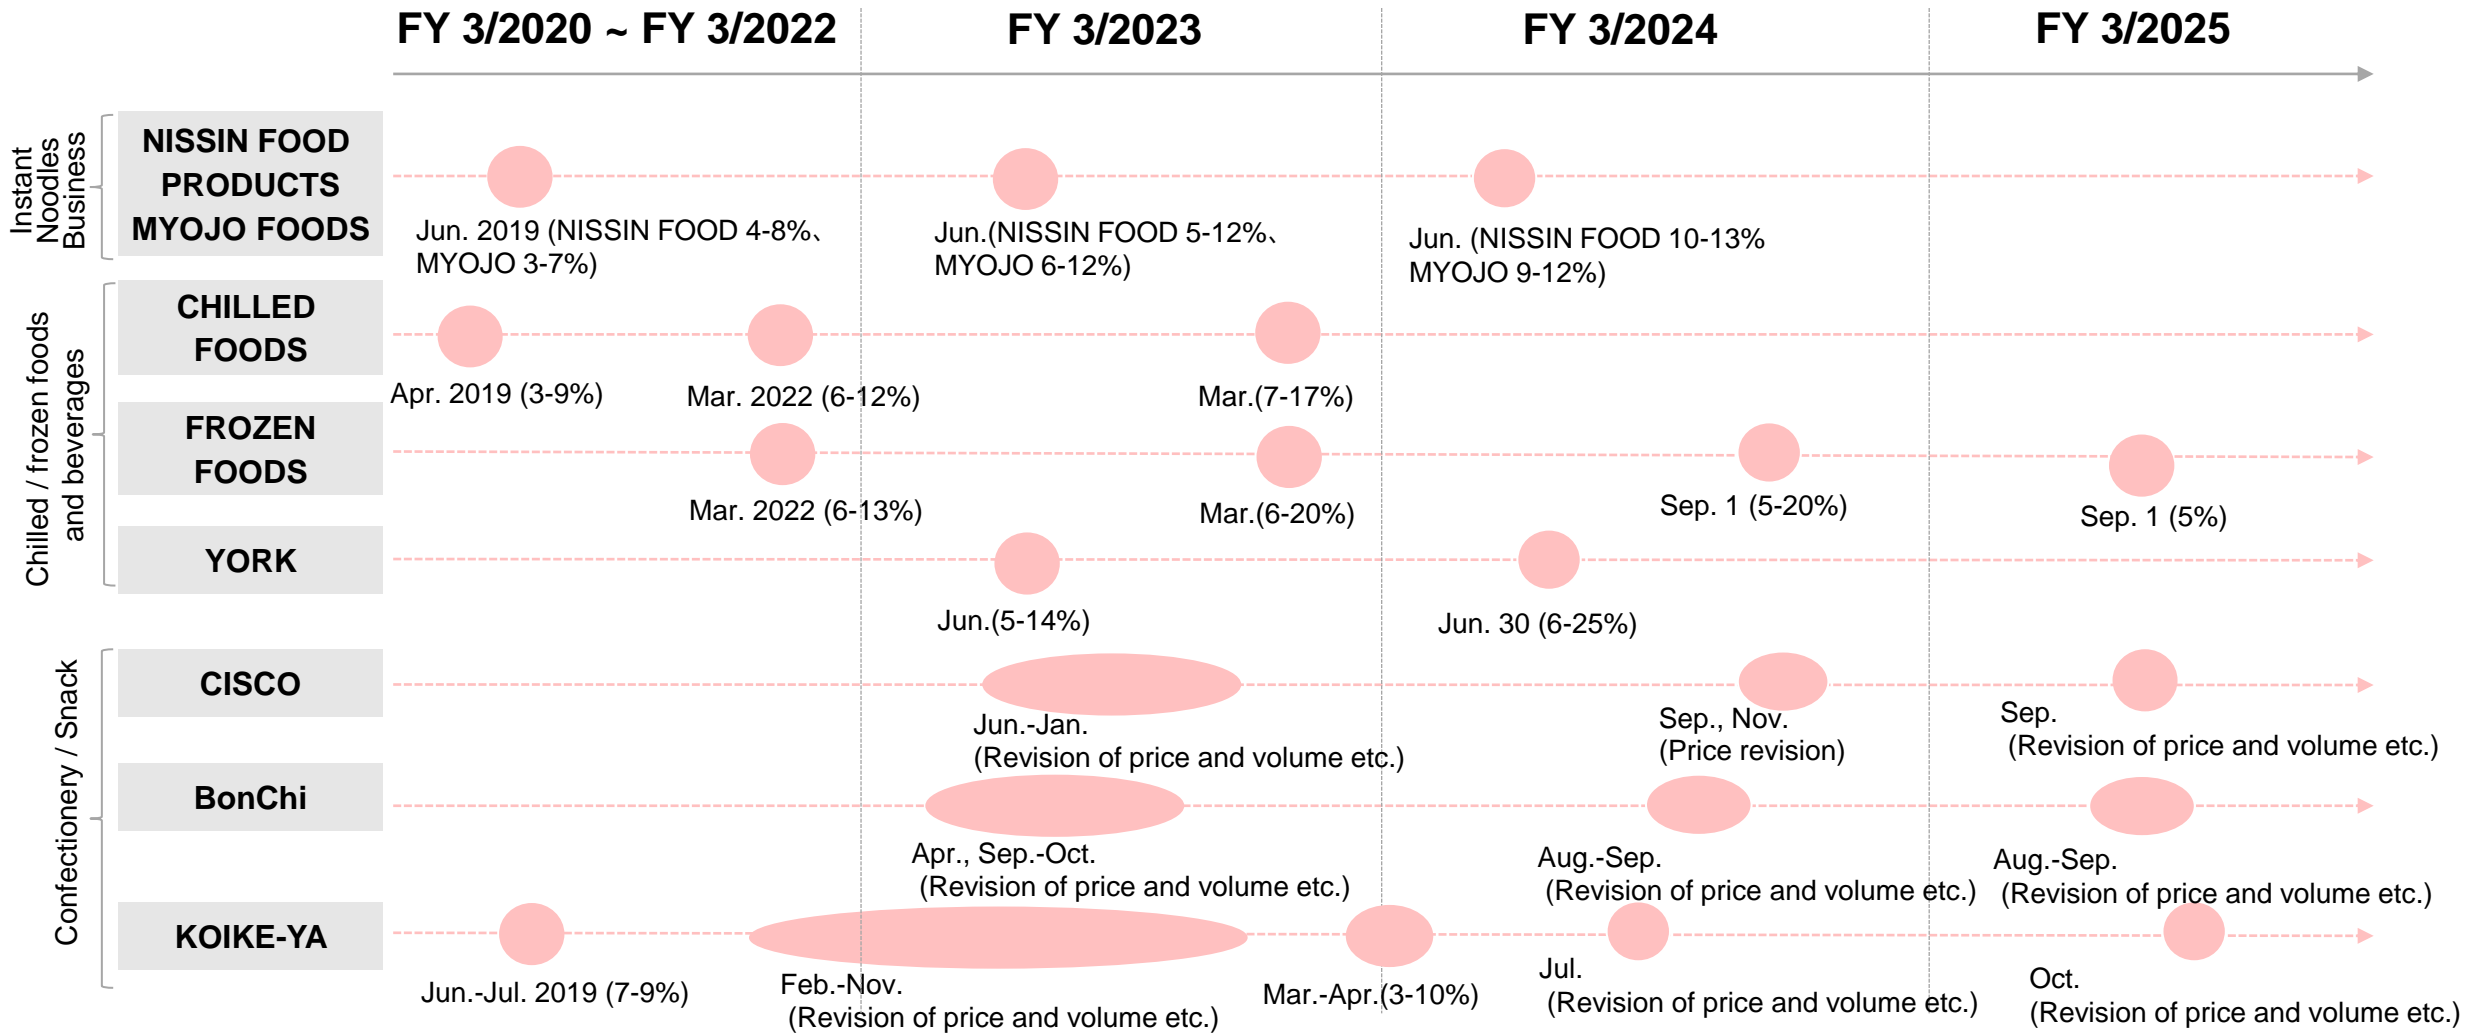 FY 3/2020 ~ FY 3/2022
FY 3/2023
FY 3/2024
FY 3/2025
Instant
Noodles
Business
NISSIN FOOD
PRODUCTS
MYOJO FOODS
Jun. 2019 (NISSIN FOOD 4-8%、
MYOJO 3-7%)
Jun.(NISSIN FOOD 5-12%、
MYOJO 6-12%)
Jun. (NISSIN FOOD 10-13%
MYOJO 9-12%)
Chilled / frozen foods
and beverages
CHILLED
FOODS
Apr. 2019 (3-9%)
Mar. 2022 (6-12%)
Mar.(7-17%)
FROZEN
FOODS
Mar. 2022 (6-13%)
Mar.(6-20%)
Sep. 1 (5-20%)
Sep. 1 (5%)
YORK
Jun.(5-14%)
Jun. 30 (6-25%)
Confectionery / Snack
CISCO
Jun.-Jan.
(Revision of price and volume etc.)
Sep., Nov.
(Price revision)
Sep.
(Revision of price and volume etc.)
BonChi
Apr., Sep.-Oct.
(Revision of price and volume etc.)
Aug.-Sep.
(Revision of price and volume etc.)
Aug.-Sep.
(Revision of price and volume etc.)
KOIKE-YA
Jun.-Jul. 2019 (7-9%)
Feb.-Nov.
(Revision of price and volume etc.)
Mar.-Apr.(3-10%)
Jul.
(Revision of price and volume etc.)
Oct.
(Revision of price and volume etc.)